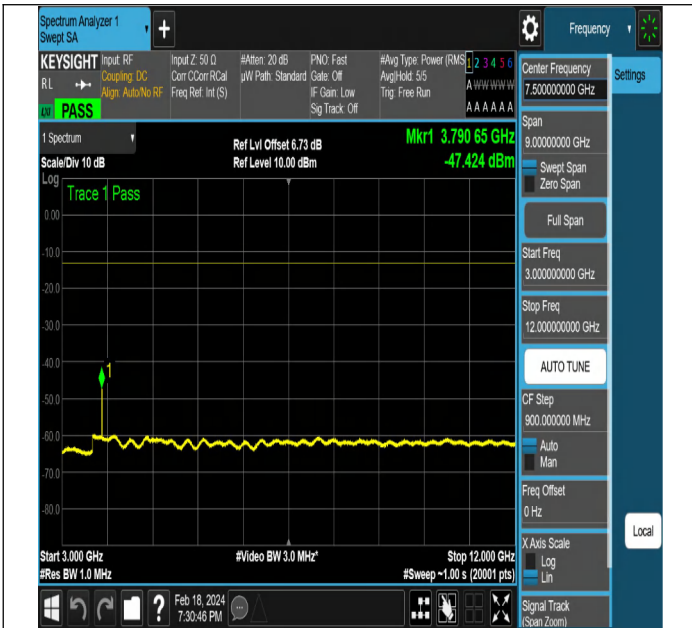 Spectrum Analyzer 1
Swept SA
Frequency
KEYSIGHT
R L
LXI
PASS
Input: RF
Coupling: DC
Align: Auto/No RF
Input Z: 50 Ω
Corr CCorr RCal
Freq Ref: Int (S)
#Atten: 20 dB
µW Path: Standard
PNO: Fast
Gate: Off
IF Gain: Low
Sig Track: Off
#Avg Type: Power (RMS
Avg|Hold: 5/5
Trig: Free Run
1 2 3 4 5 6
A W W W W W
A A A A A A
1 Spectrum
Scale/Div 10 dB
Ref Lvl Offset 6.73 dB
Ref Level 10.00 dBm
Mkr1 3.790 65 GHz
-47.424 dBm
Log
Trace 1 Pass
0.00
-10.0
-20.0
-30.0
-40.0
-50.0
-60.0
-70.0
-80.0
1
Start 3.000 GHz
#Res BW 1.0 MHz
#Video BW 3.0 MHz*
Stop 12.000 GHz
#Sweep ~1.00 s (20001 pts)
Feb 18, 2024
7:30:46 PM
?
Center Frequency
7.500000000 GHz
Settings
Span
9.00000000 GHz
Swept Span
Zero Span
Full Span
Start Freq
3.000000000 GHz
Stop Freq
12.000000000 GHz
AUTO TUNE
CF Step
900.000000 MHz
Auto
Man
Freq Offset
0 Hz
X Axis Scale
Log
Lin
Local
Signal Track
(Span Zoom)